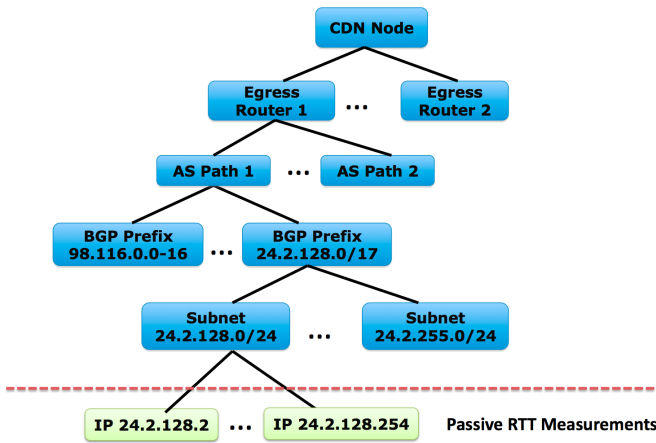 CDN Node
Egress
Router 1
...
Egress
Router 2
AS Path 1
...
AS Path 2
BGP Prefix
98.116.0.0-16
...
BGP Prefix
24.2.128.0/17
Subnet
24.2.128.0/24
...
Subnet
24.2.255.0/24
IP 24.2.128.2
...
IP 24.2.128.254
Passive RTT Measurements